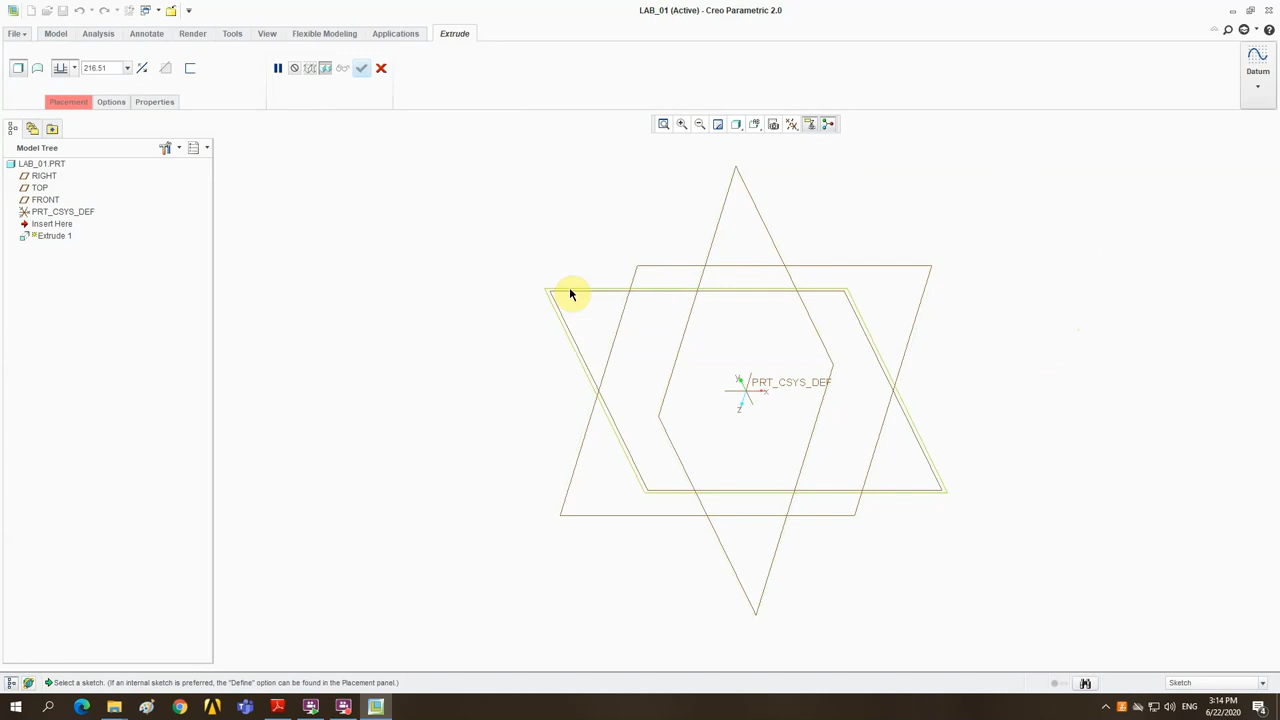 LAB_01 (Active) - Creo Parametric 2.0
File
Model
Analysis
Annotate
Render
Tools
View
Flexible Modeling
Applications
Extrude
216.51
Datum
Placement
Options
Properties
Model Tree
LAB_01.PRT
RIGHT
TOP
FRONT
PRT_CSYS_DEF
Insert Here
Extrude 1
PRT_CSYS_DEF
Y
X
Z
Select a sketch. (If an internal sketch is preferred, the "Define" option can be found in the Placement panel.)
Sketch
ENG
3:14 PM
6/22/2020
4